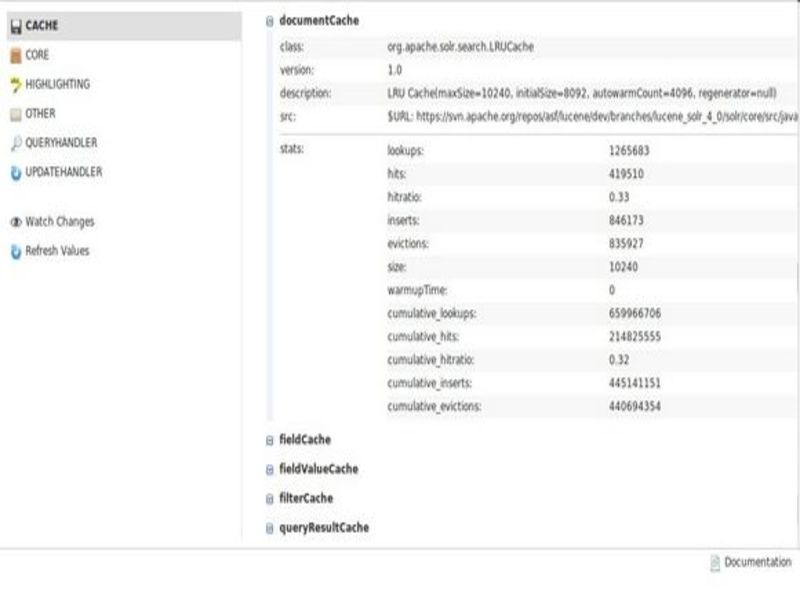 CACHE
CORE
HIGHLIGHTING
OTHER
QUERYHANDLER
UPDATEHANDLER
Watch Changes
Refresh Values
documentCache
class: org.apache.solr.search.LRUCache
version: 1.0
description: LRU Cache(maxSize=10240, initialSize=8092, autowarmCount=4096, regenerator=null)
src: $URL: https://svn.apache.org/repos/asf/lucene/dev/branches/lucene_solr_4_0/solr/core/src/java
stats: lookups: 1265683
hits: 419510
hitratio: 0.33
inserts: 846173
evictions: 835927
size: 10240
warmupTime: 0
cumulative_lookups: 659966706
cumulative_hits: 214825555
cumulative_hitratio: 0.32
cumulative_inserts: 445141151
cumulative_evictions: 440694354
fieldCache
fieldValueCache
filterCache
queryResultCache
Documentation